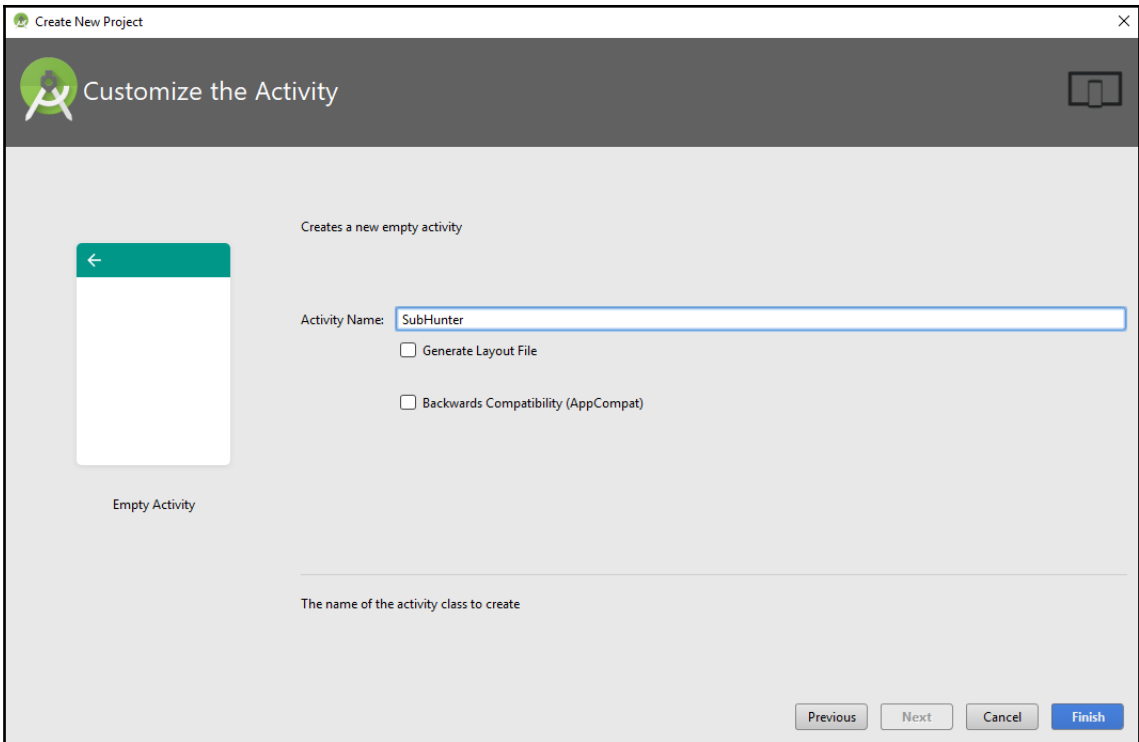 Create New Project
Customize the Activity
Creates a new empty activity
Activity Name: SubHunter
Generate Layout File
Backwards Compatibility (AppCompat)
Empty Activity
The name of the activity class to create
Previous Next Cancel Finish